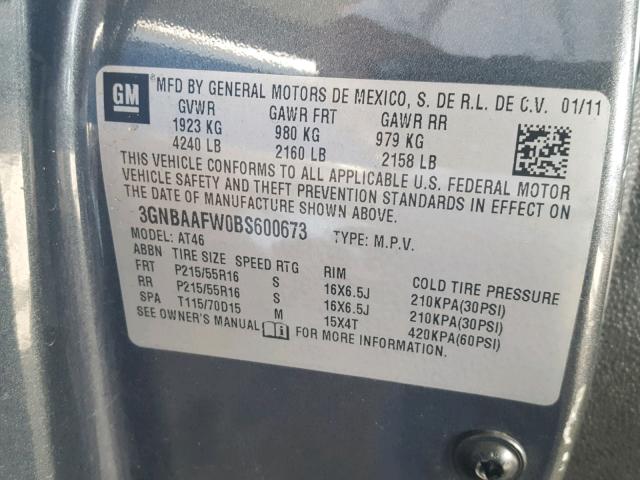 GM
® MFD BY GENERAL MOTORS DE MEXICO, S. DE R.L. DE C.V. 01/11
GVWR GAWR FRT GAWR RR
1923 KG 980 KG 979 KG
4240 LB 2160 LB 2158 LB
THIS VEHICLE CONFORMS TO ALL APPLICABLE U.S. FEDERAL MOTOR
VEHICLE SAFETY AND THEFT PREVENTION STANDARDS IN EFFECT ON
THE DATE OF MANUFACTURE SHOWN ABOVE.
3GNBAAFW0BS600673 TYPE: M.P.V.
MODEL: AT46
ABBN TIRE SIZE SPEED RTG RIM COLD TIRE PRESSURE
FRT P215/55R16 S 16X6.5J 210KPA(30PSI)
RR P215/55R16 S 16X6.5J 210KPA(30PSI)
SPA T115/70D15 M 15X4T 420KPA(60PSI)
SEE OWNER'S MANUAL FOR MORE INFORMATION.